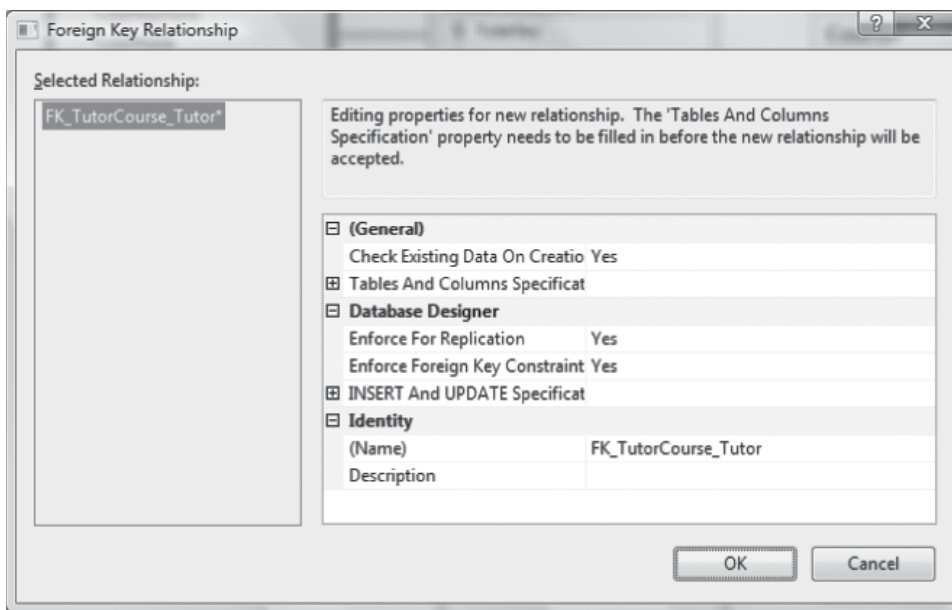 Foreign Key Relationship
?
X
Selected Relationship:
FK_TutorCourse_Tutor*
Editing properties for new relationship. The 'Tables And Columns
Specification' property needs to be filled in before the new relationship will be
accepted.
(General)
Check Existing Data On Creatio Yes
Tables And Columns Specificat
Database Designer
Enforce For Replication Yes
Enforce Foreign Key Constraint Yes
INSERT And UPDATE Specificat
Identity
(Name) FK_TutorCourse_Tutor
Description
OK
Cancel